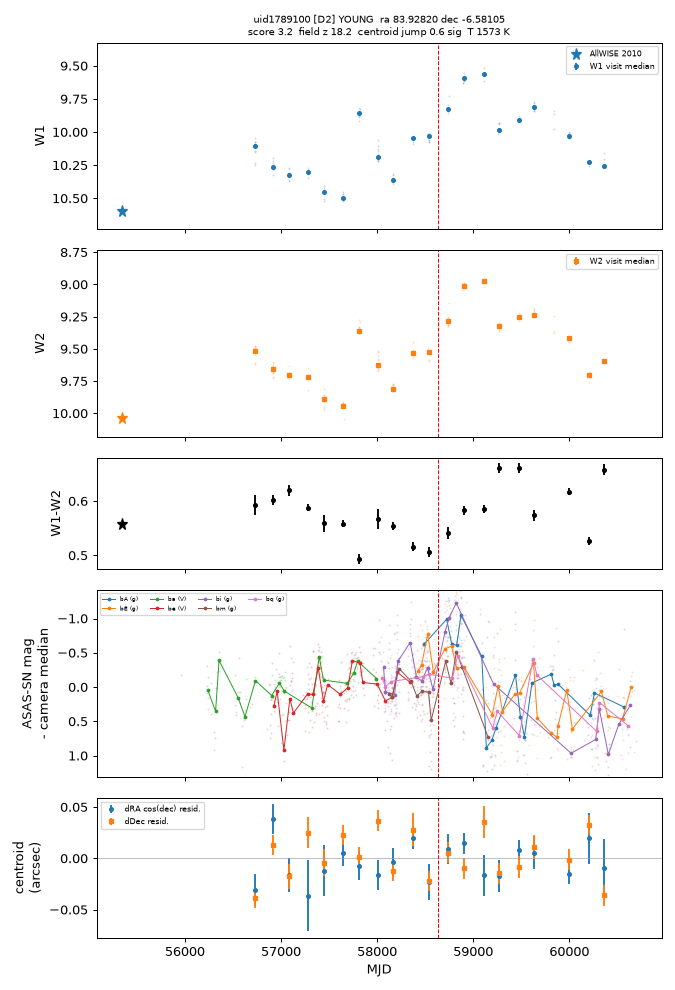 uid1789100 [D2] YOUNG  ra 83.92820 dec -6.58105
score 3.2  field z 18.2  centroid jump 0.6 sig  T 1573 K
AllWISE 2010
W1 visit median
9.50
9.75
10.00
10.25
10.50
W1
W2 visit median
8.75
9.00
9.25
9.50
9.75
10.00
W2
0.6
0.5
W1-W2
bA (g)
bE (g)
ba (V)
be (V)
bi (g)
bm (g)
bq (g)
−1.0
−0.5
0.0
0.5
1.0
ASAS-SN mag
- camera median
dRA cos(dec) resid.
dDec resid.
0.05
0.00
−0.05
centroid
(arcsec)
56000
57000
58000
59000
60000
MJD